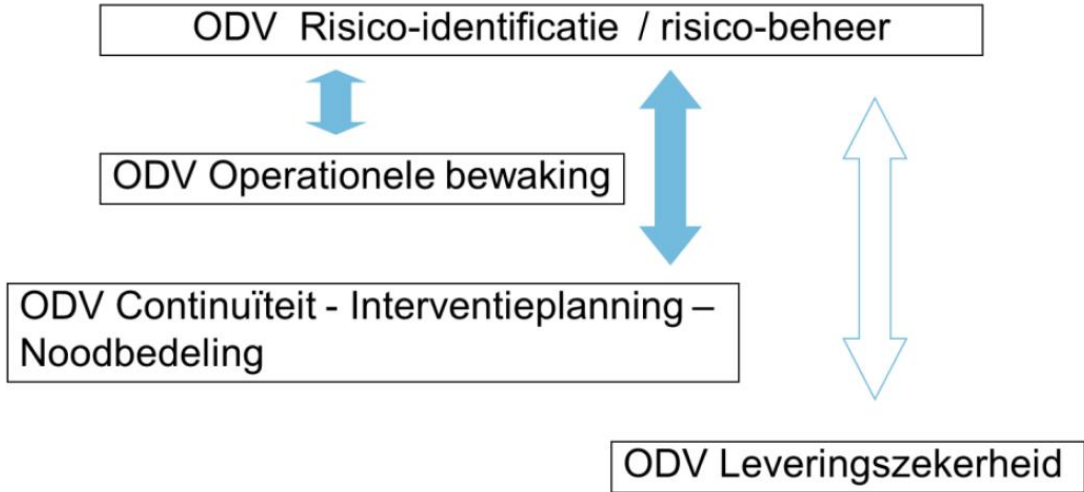 ODV Risico-identificatie / risico-beheer
ODV Operationele bewaking
ODV Continuïteit - Interventieplanning –
Noodbedeling
ODV Leveringszekerheid